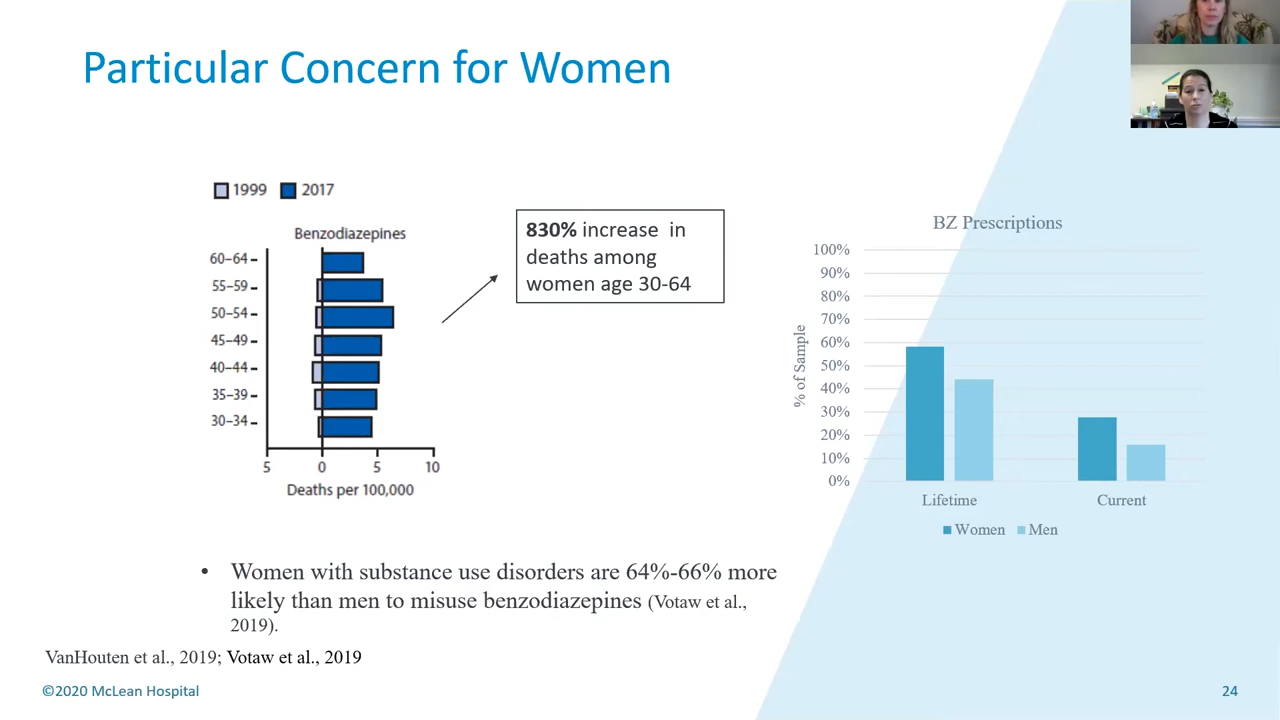 Particular Concern for Women
1999 2017
Benzodiazepines
60–64
55–59
50–54
45–49
40–44
35–39
30–34
5 0 5 10
Deaths per 100,000
830% increase in
deaths among
women age 30-64
BZ Prescriptions
100%
90%
80%
70%
60%
50%
40%
30%
20%
10%
0%
% of Sample
Lifetime Current
Women Men
• Women with substance use disorders are 64%-66% more
likely than men to misuse benzodiazepines (Votaw et al.,
2019).
VanHouten et al., 2019; Votaw et al., 2019
©2020 McLean Hospital
24